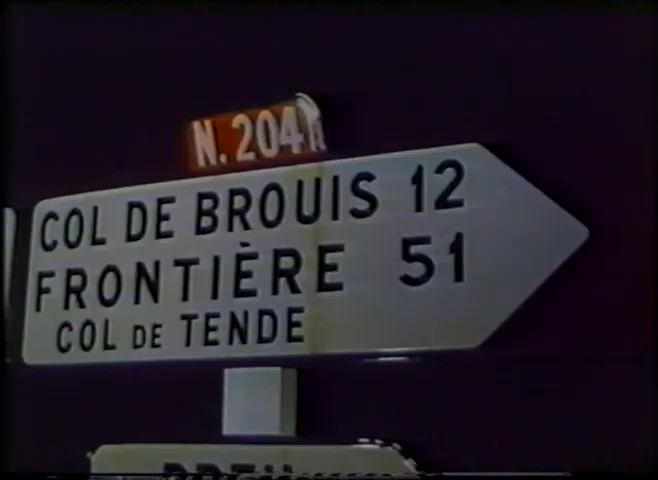 N. 204
COL DE BROUIS 12
FRONTIÈRE 51
COL DE TENDE